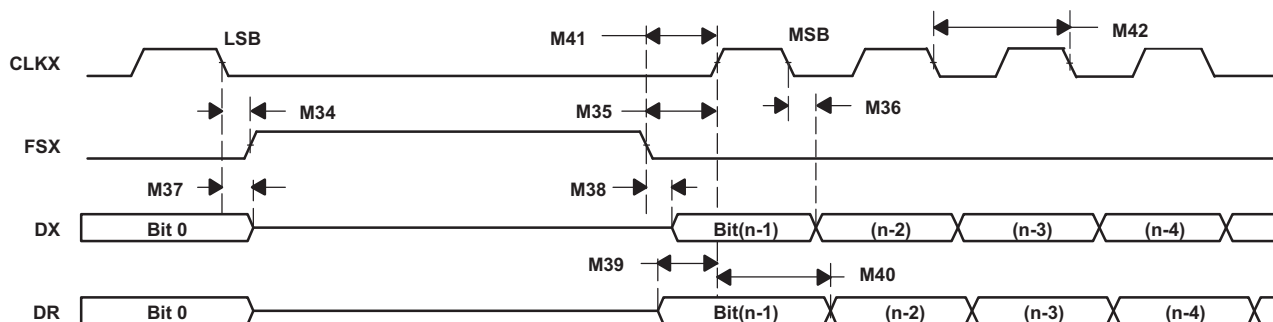 LSB
M41
MSB
M42
CLKX
M34
M35
M36
FSX
M37
M38
DX
Bit 0
Bit(n-1)
(n-2)
(n-3)
(n-4)
M39
M40
DR
Bit 0
Bit(n-1)
(n-2)
(n-3)
(n-4)